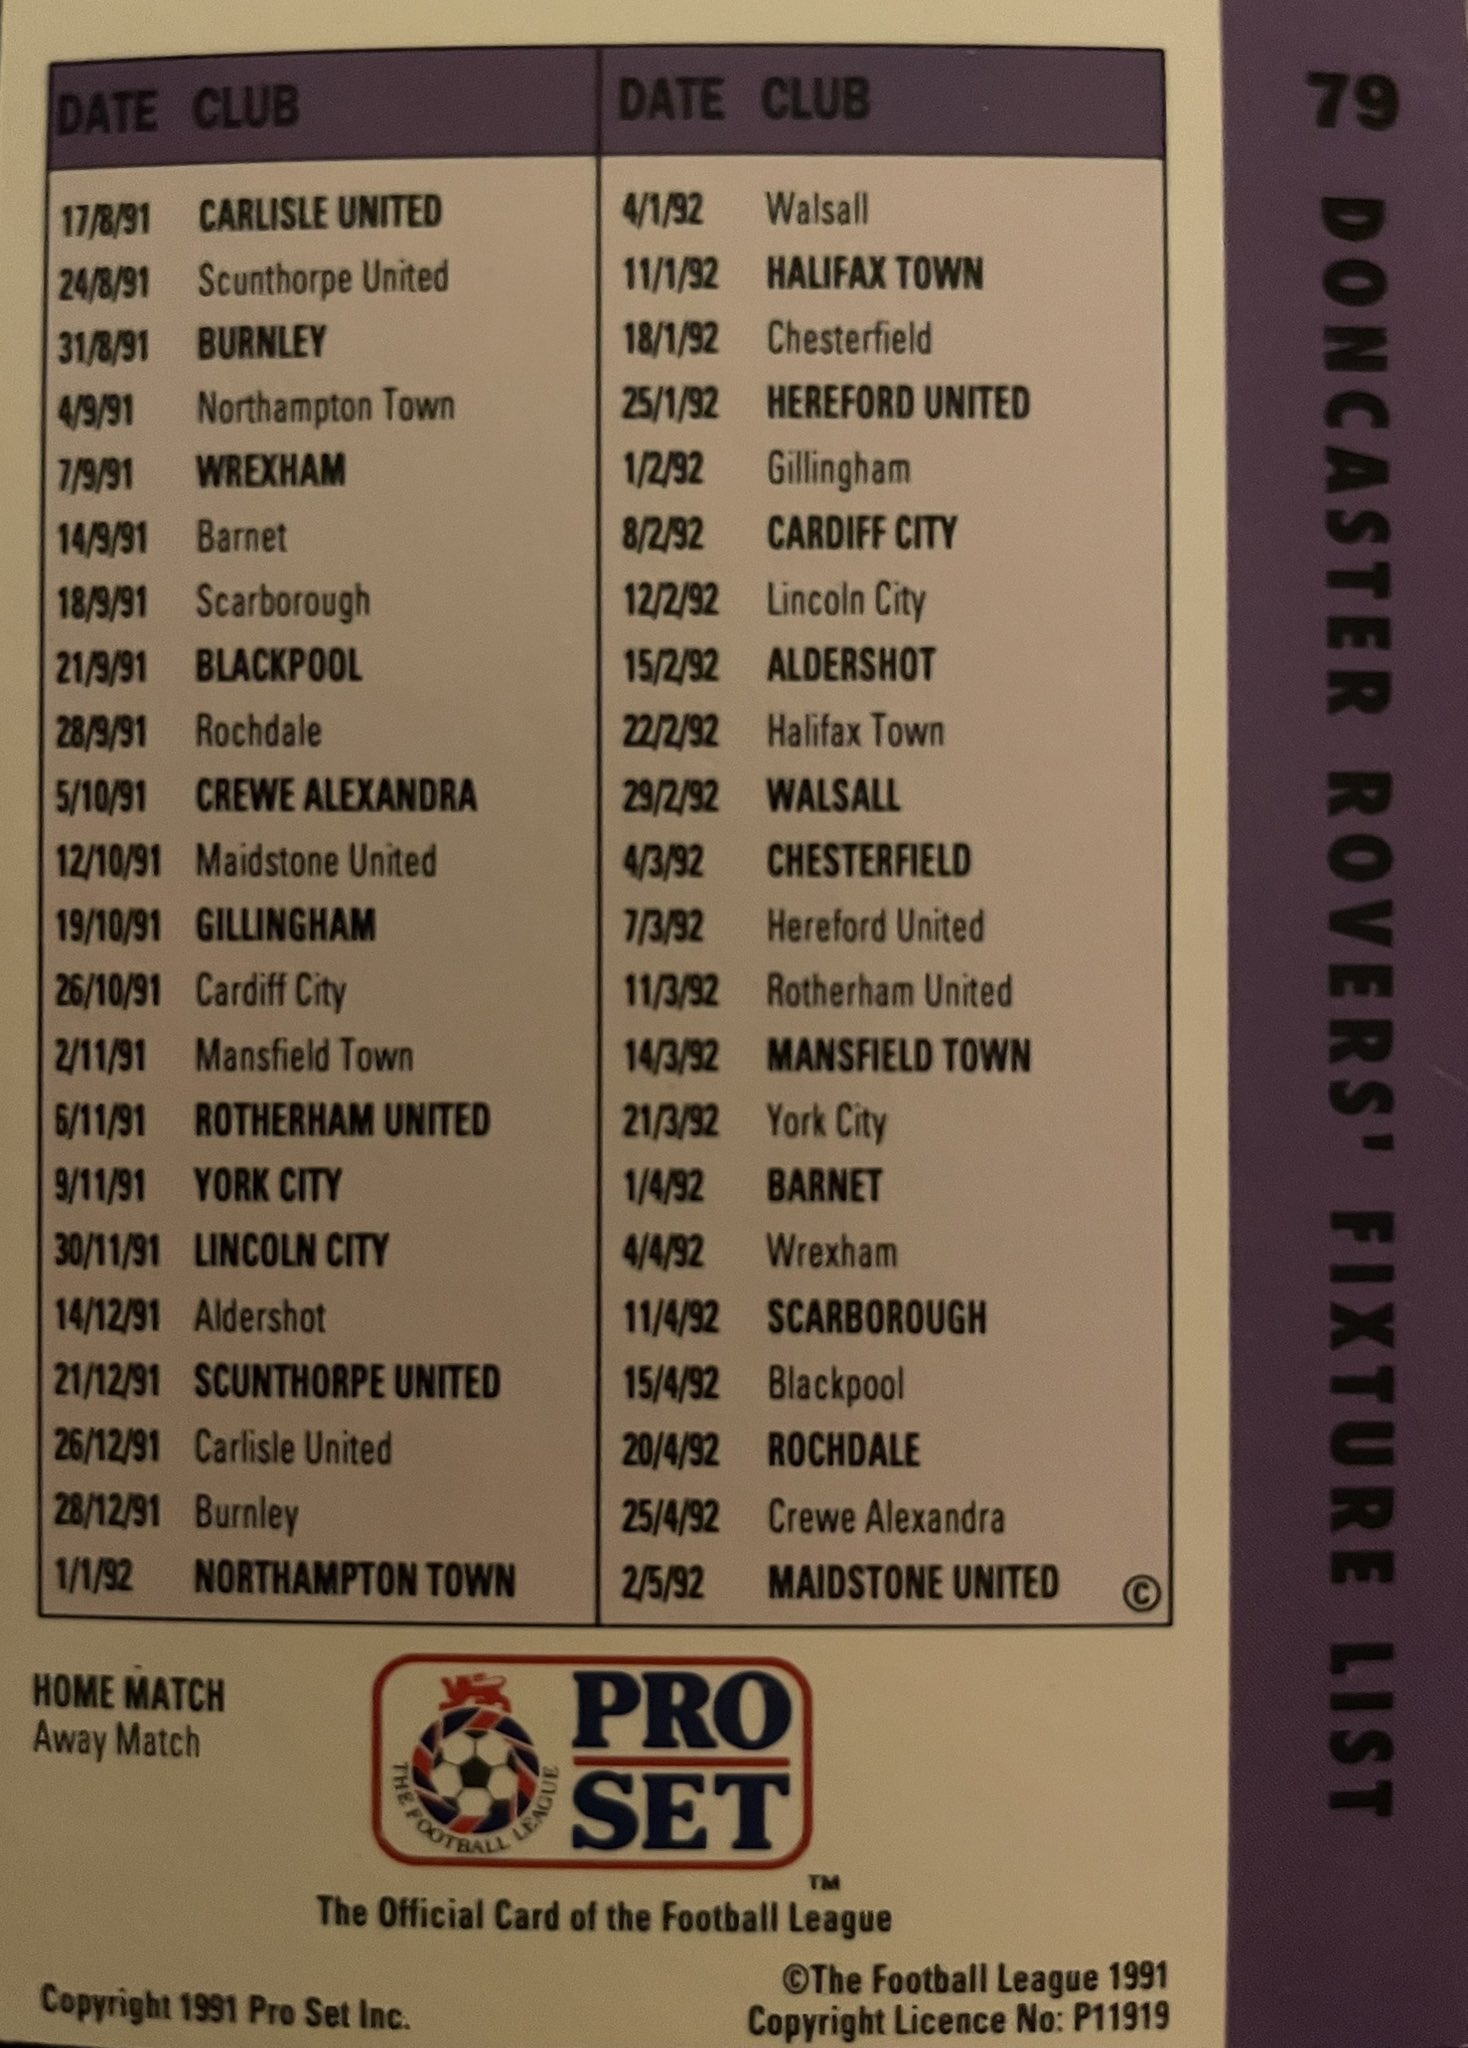 DATE CLUB
17/8/91 CARLISLE UNITED
24/8/91 Scunthorpe United
31/8/91 BURNLEY
4/9/91 Northampton Town
7/9/91 WREXHAM
14/9/91 Barnet
18/9/91 Scarborough
21/9/91 BLACKPOOL
28/9/91 Rochdale
5/10/91 CREWE ALEXANDRA
12/10/91 Maidstone United
19/10/91 GILLINGHAM
26/10/91 Cardiff City
2/11/91 Mansfield Town
6/11/91 ROTHERHAM UNITED
9/11/91 YORK CITY
30/11/91 LINCOLN CITY
14/12/91 Aldershot
21/12/91 SCUNTHORPE UNITED
26/12/91 Carlisle United
28/12/91 Burnley
1/1/92 NORTHAMPTON TOWN
DATE CLUB
4/1/92 Walsall
11/1/92 HALIFAX TOWN
18/1/92 Chesterfield
25/1/92 HEREFORD UNITED
1/2/92 Gillingham
8/2/92 CARDIFF CITY
12/2/92 Lincoln City
15/2/92 ALDERSHOT
22/2/92 Halifax Town
29/2/92 WALSALL
4/3/92 CHESTERFIELD
7/3/92 Hereford United
11/3/92 Rotherham United
14/3/92 MANSFIELD TOWN
21/3/92 York City
1/4/92 BARNET
4/4/92 Wrexham
11/4/92 SCARBOROUGH
15/4/92 Blackpool
20/4/92 ROCHDALE
25/4/92 Crewe Alexandra
2/5/92 MAIDSTONE UNITED ©
79 DONCASTER ROVERS' FIXTURE LIST
HOME MATCH
Away Match
THE FOOTBALL LEAGUE
PRO
SET
TM
The Official Card of the Football League
©The Football League 1991
Copyright 1991 Pro Set Inc.
Copyright Licence No: P11919